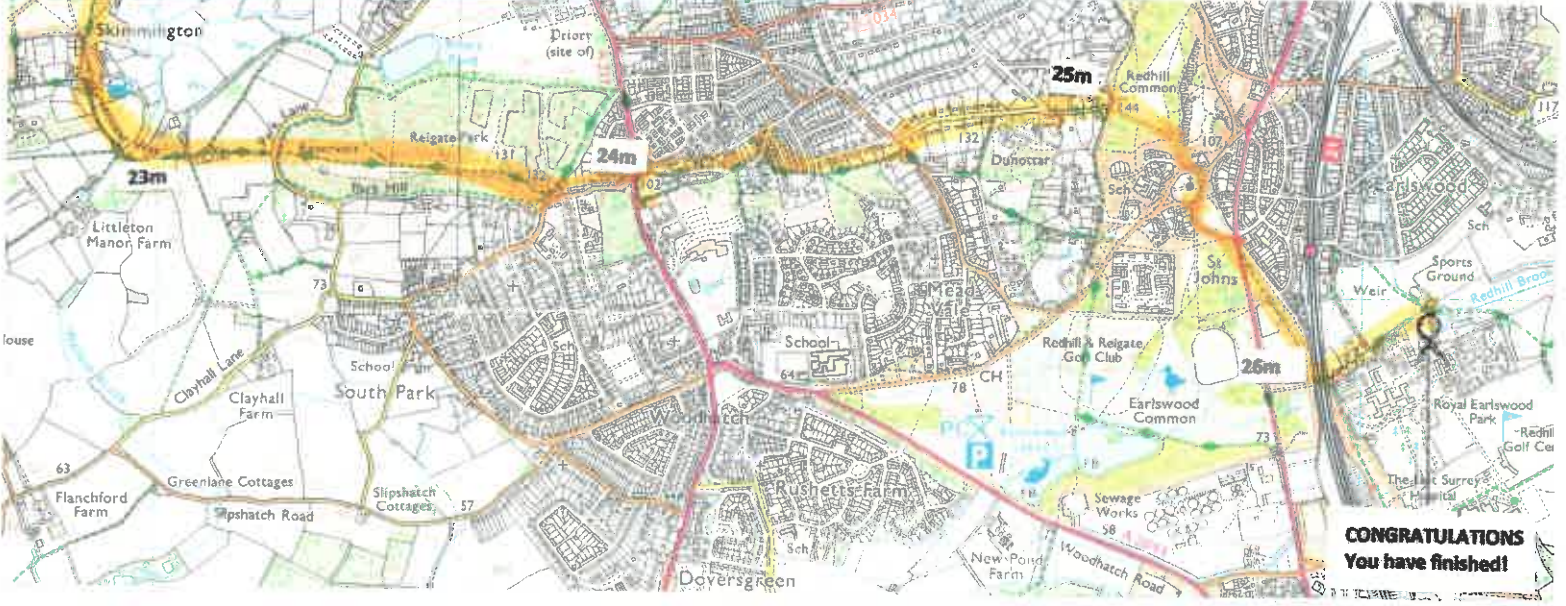 Skimmington
Priory
(site of)
Redhill
Common
25m
144
117
Lane
Reigate Park
131
132
24m
107
23m
Dunottar
Sch
Earlswood
Sch
Littleton
Manor Farm
St
Johns
Sports
Ground
Weir
Redhill Brook
73
Mead
Vale
School
Sch
School
64
Redhill & Reigate
Golf Club
26m
CH
78
Clayhall Lane
Clayhall
Farm
South Park
Woodhatch
Earlswood
Common
Royal Earlswood
Park
73
63
Greenlane Cottages
Flanchford
Farm
Slipshatch Road
Slipshatch
Cottages
57
Rushetts Farm
P
Sewage
Works
58
Sch
New Pond
Farm
Woodhatch Road
Doversgreen
CONGRATULATIONS
You have finished!